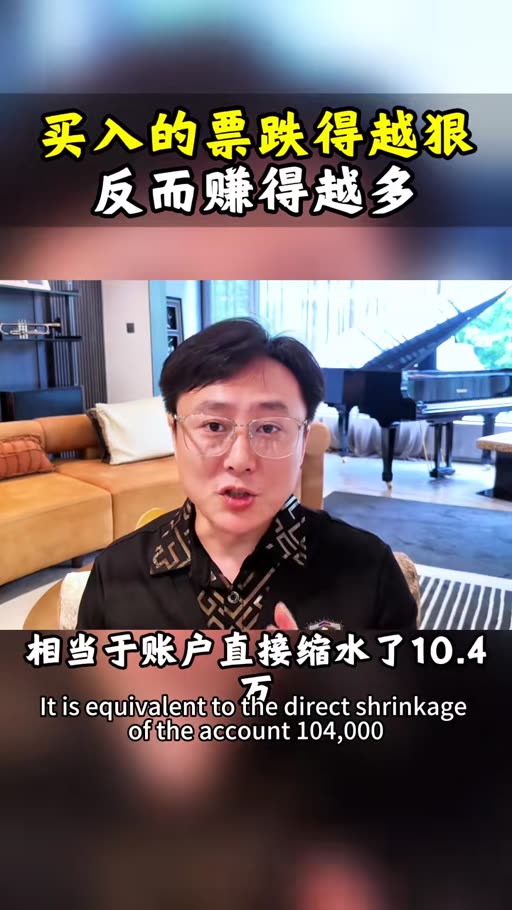 买入的票跌得越狠
反而赚得越多
相当于账户直接缩水了10.4
万
It is equivalent to the direct shrinkage
of the account 104,000